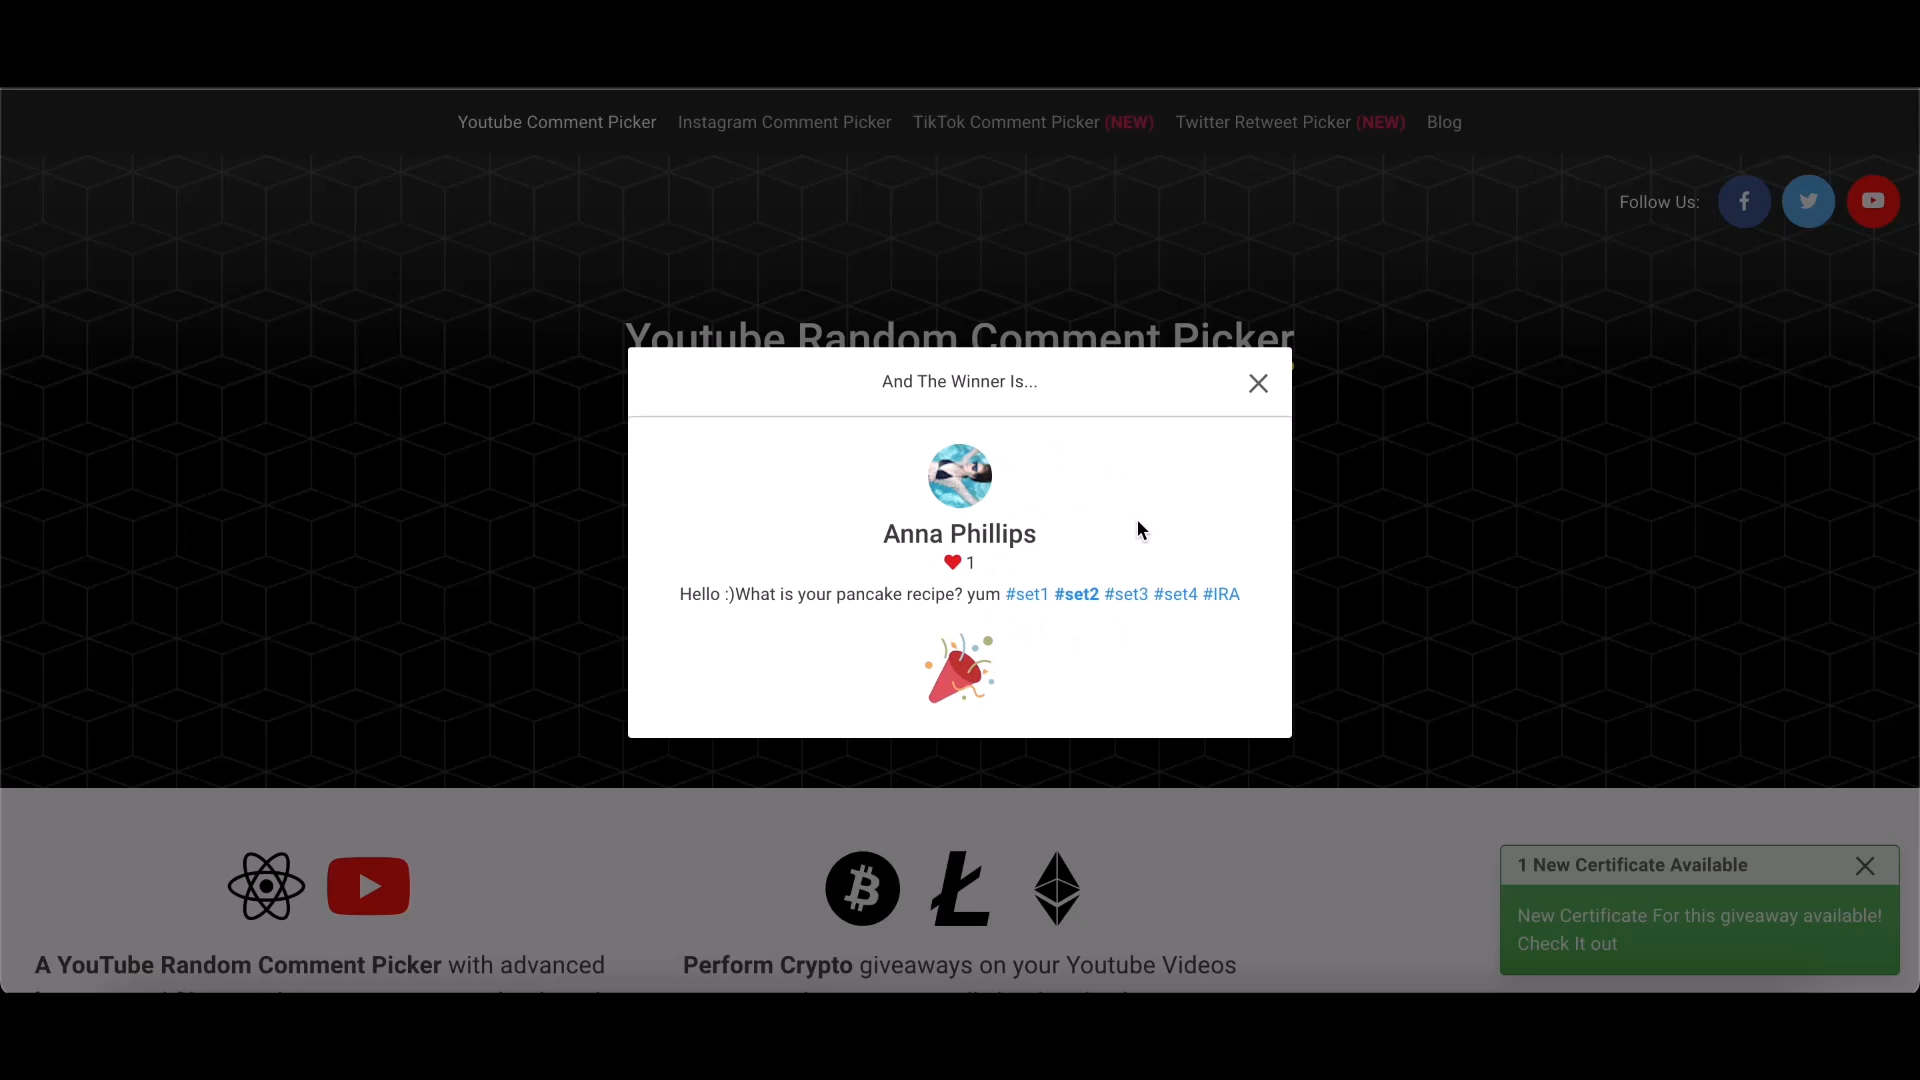 Youtube Comment Picker Instagram Comment Picker TikTok Comment Picker (NEW) Twitter Retweet Picker (NEW) Blog
Follow Us:
Youtube Random Comment Picker
And The Winner Is...
Anna Phillips
1
Hello :)What is your pancake recipe? yum #set1 #set2 #set3 #set4 #IRA
1 New Certificate Available
New Certificate For this giveaway available!
Check It out
A YouTube Random Comment Picker with advanced
Perform Crypto giveaways on your Youtube Videos